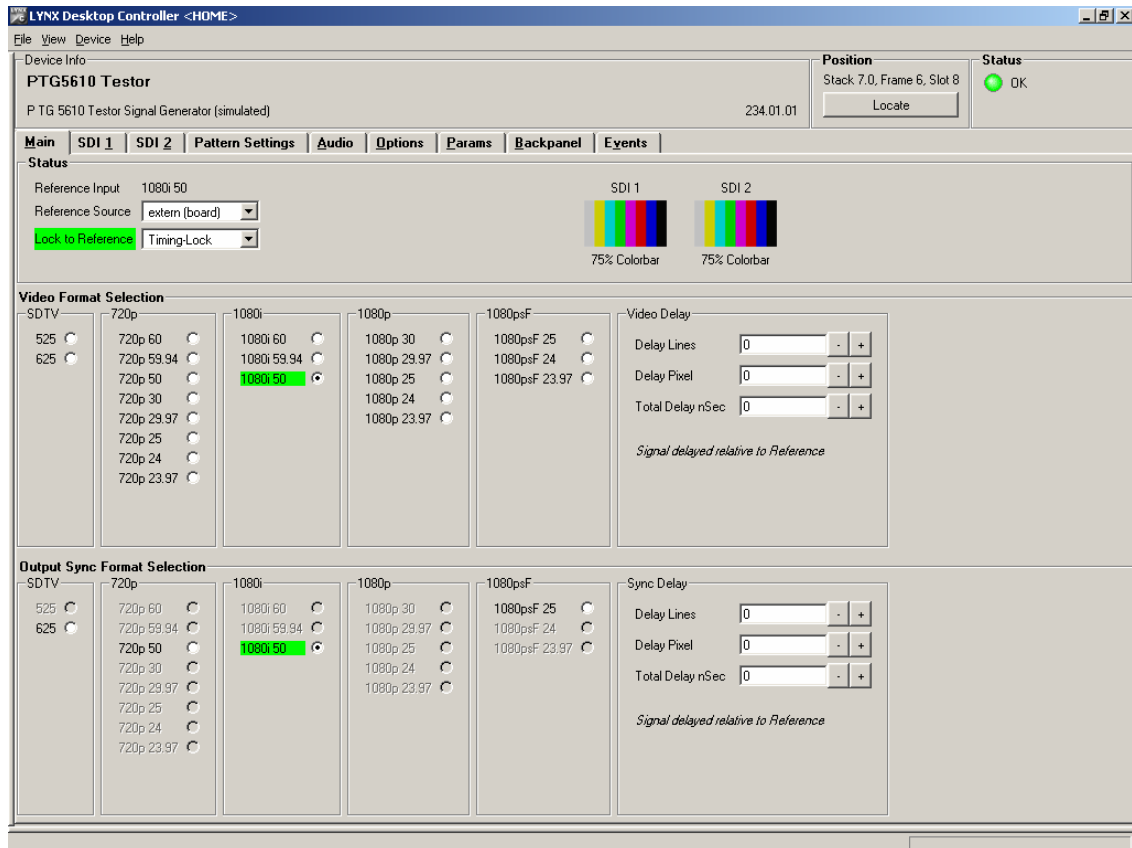 LYNX Desktop Controller <HOME>
File View Device Help
Device Info
PTG5610 Testor
P TG 5610 Testor Signal Generator (simulated)
234.01.01
Position
Stack 7.0, Frame 6, Slot 8
Locate
Status
OK
Main SDI 1 SDI 2 Pattern Settings Audio Options Params Backpanel Events
Status
Reference Input 1080i 50
Reference Source extern (board)
Lock to Reference Timing-Lock
SDI 1 SDI 2
75% Colorbar 75% Colorbar
Video Format Selection
SDTV
525
625
720p
720p 60
720p 59.94
720p 50
720p 30
720p 29.97
720p 25
720p 24
720p 23.97
1080i
1080i 60
1080i 59.94
1080i 50
1080p
1080p 30
1080p 29.97
1080p 25
1080p 24
1080p 23.97
1080psF
1080psF 25
1080psF 24
1080psF 23.97
Video Delay
Delay Lines 0 - +
Delay Pixel 0 - +
Total Delay nSec 0 - +
Signal delayed relative to Reference
Output Sync Format Selection
SDTV
525
625
720p
720p 60
720p 59.94
720p 50
720p 30
720p 29.97
720p 25
720p 24
720p 23.97
1080i
1080i 60
1080i 59.94
1080i 50
1080p
1080p 30
1080p 29.97
1080p 25
1080p 24
1080p 23.97
1080psF
1080psF 25
1080psF 24
1080psF 23.97
Sync Delay
Delay Lines 0 - +
Delay Pixel 0 - +
Total Delay nSec 0 - +
Signal delayed relative to Reference